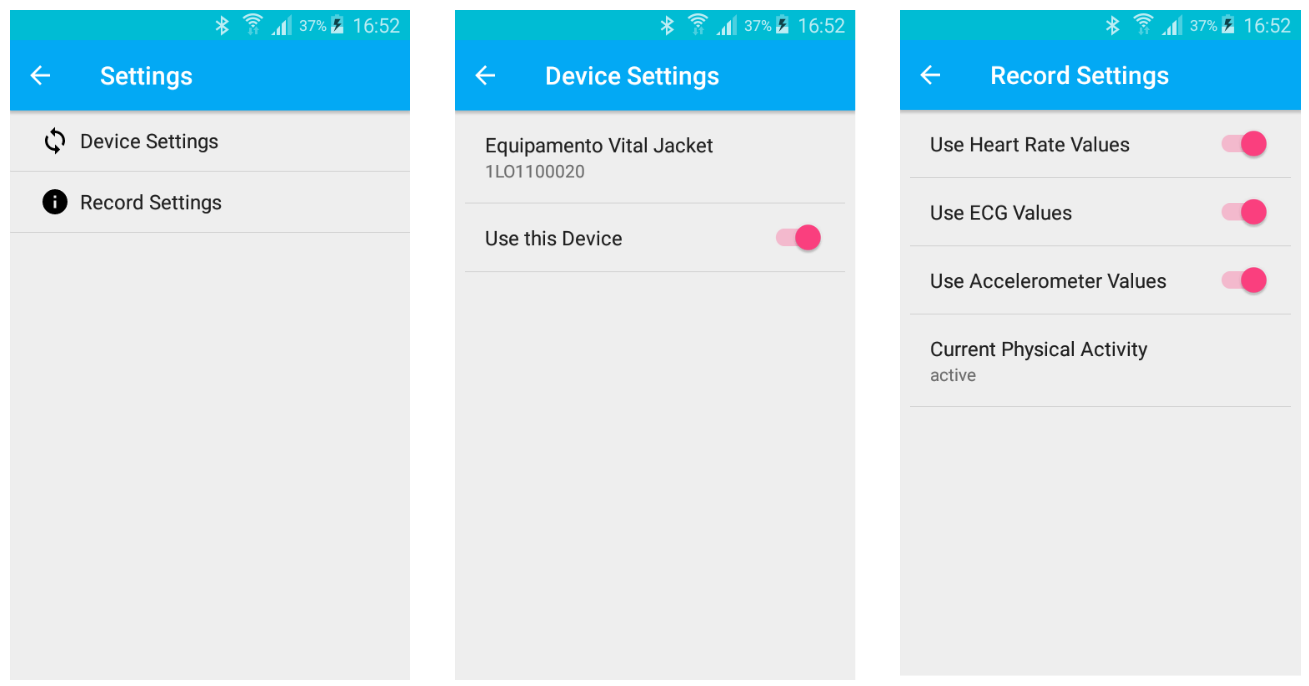 37% 16:52
Settings
Device Settings
Record Settings
37% 16:52
Device Settings
Equipamento Vital Jacket
1LO1100020
Use this Device
37% 16:52
Record Settings
Use Heart Rate Values
Use ECG Values
Use Accelerometer Values
Current Physical Activity
active